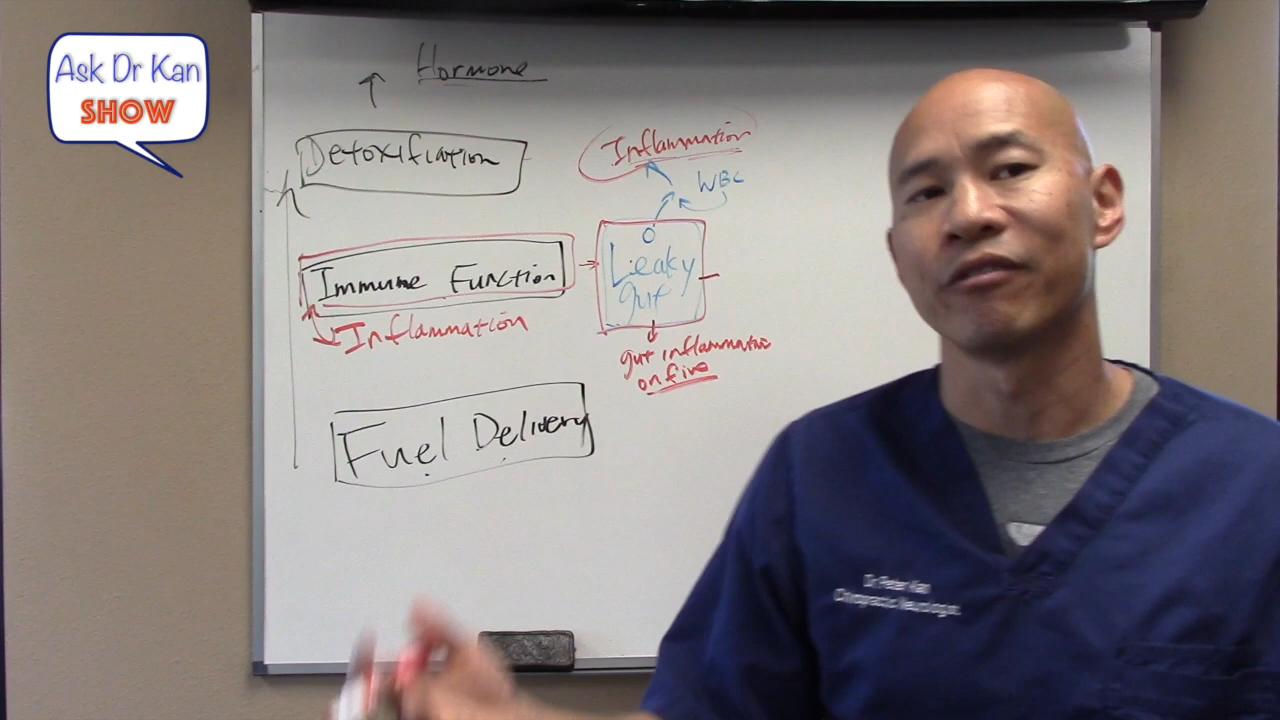 Ask Dr Kan
SHOW
Hormone
Detoxifiation
Inflammation
WBC
Immune Function
Leaky
gut
Inflammation
gut inflammation
on fire
Fuel Delivery
Dr Peter Kan
Chiropractic Neurologist